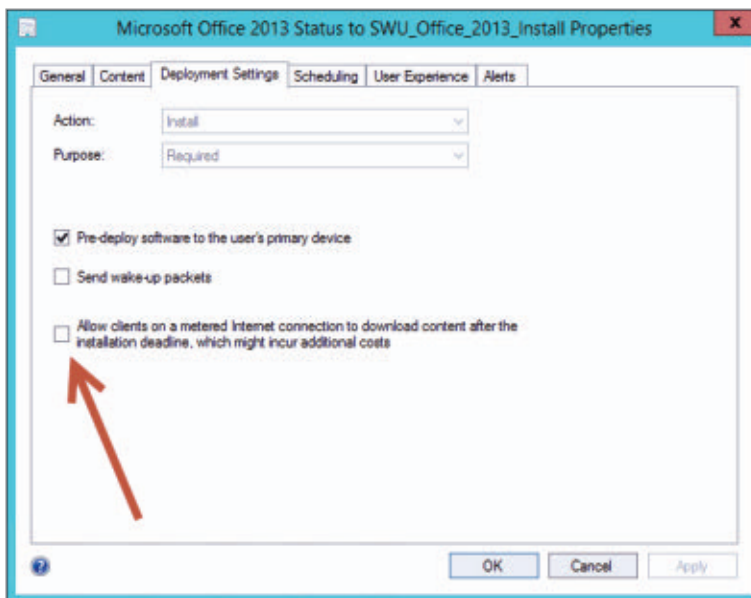 Microsoft Office 2013 Status to SWU_Office_2013_Install Properties
x
General Content Deployment Settings Scheduling User Experience Alerts
Action: Install
Purpose: Required
Pre-deploy software to the user's primary device
Send wake-up packets
Allow clients on a metered Internet connection to download content after the
installation deadline, which might incur additional costs
?
OK Cancel Apply